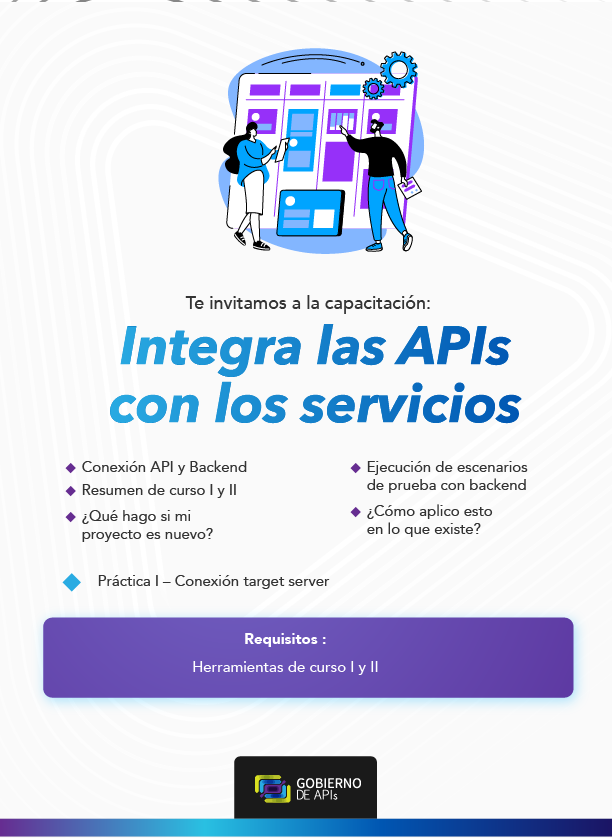 Te invitamos a la capacitación:
Integra las APIs
con los servicios
Conexión API y Backend
Resumen de curso I y II
¿Qué hago si mi
proyecto es nuevo?
Ejecución de escenarios
de prueba con backend
¿Cómo aplico esto
en lo que existe?
Práctica I – Conexión target server
Requisitos :
Herramientas de curso I y II
GOBIERNO
DE APIs